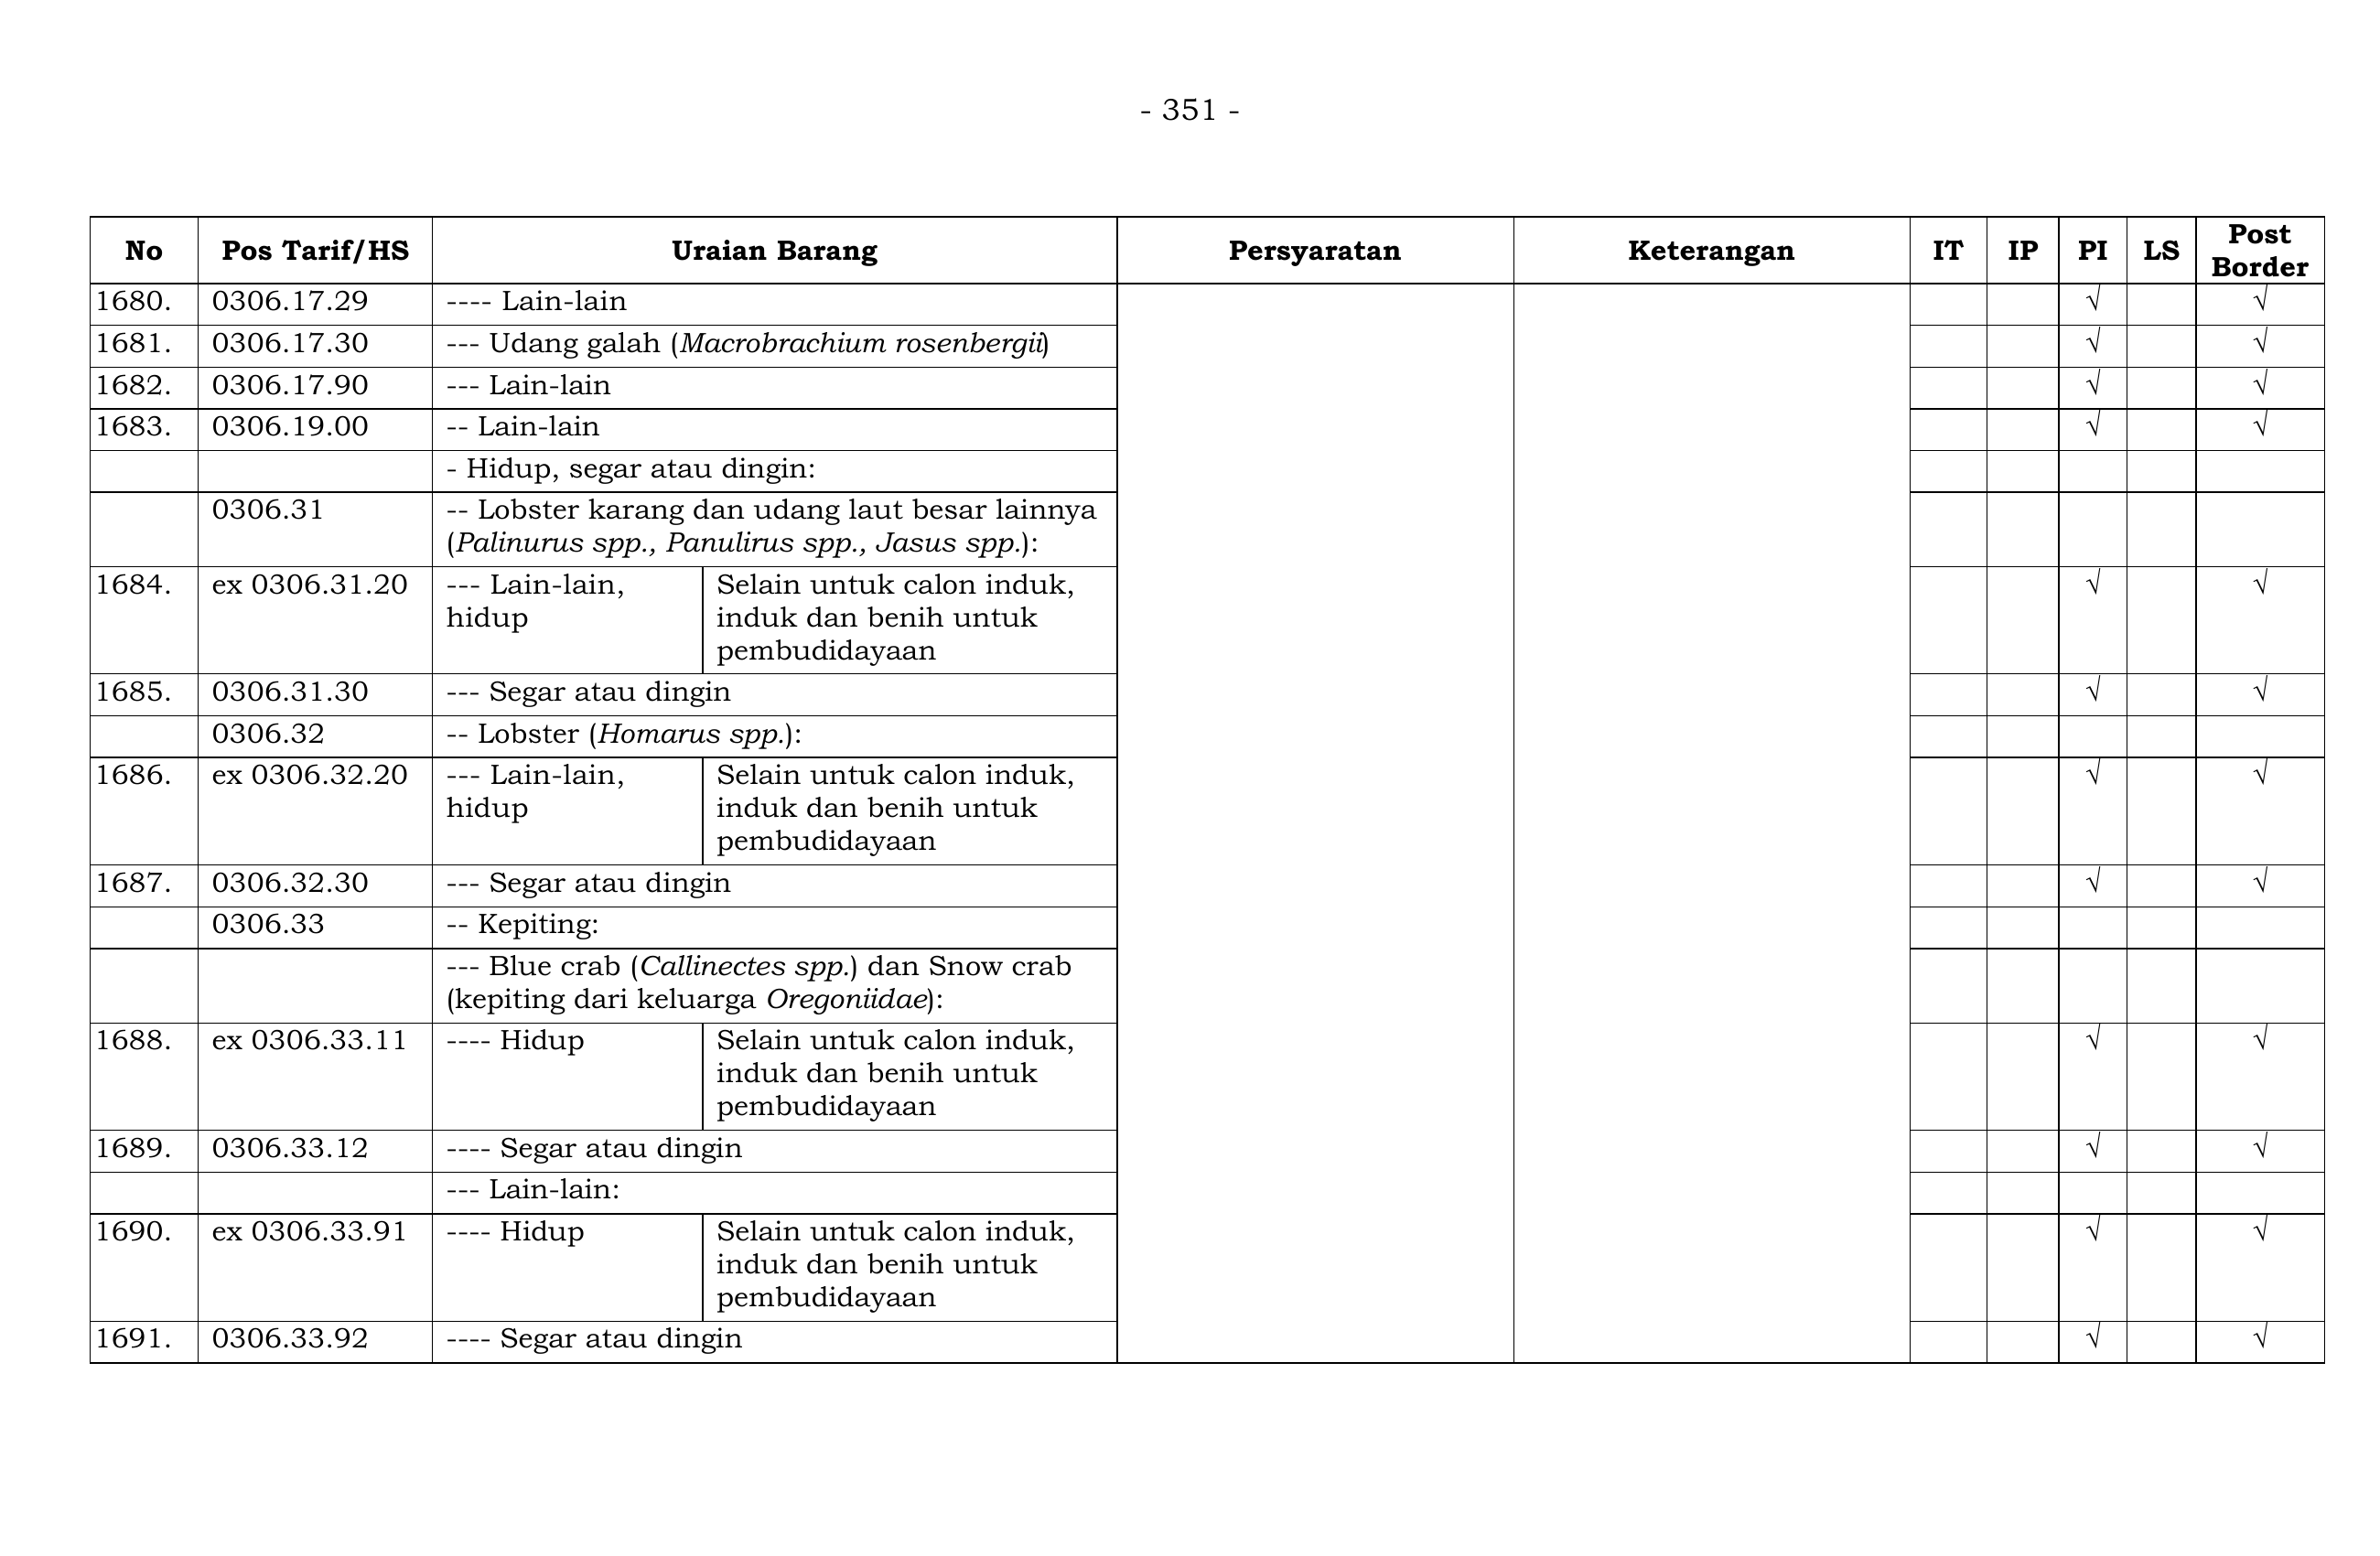 - 351 -
No Pos Tarif/HS Uraian Barang Persyaratan Keterangan IT IP PI LS Post Border
1680. 0306.17.29 ---- Lain-lain √ √
1681. 0306.17.30 --- Udang galah (Macrobrachium rosenbergii) √ √
1682. 0306.17.90 --- Lain-lain √ √
1683. 0306.19.00 -- Lain-lain √ √
- Hidup, segar atau dingin:
0306.31 -- Lobster karang dan udang laut besar lainnya
(Palinurus spp., Panulirus spp., Jasus spp.):
1684. ex 0306.31.20 --- Lain-lain, Selain untuk calon induk, √ √
hidup induk dan benih untuk
pembudidayaan
1685. 0306.31.30 --- Segar atau dingin √ √
0306.32 -- Lobster (Homarus spp.):
1686. ex 0306.32.20 --- Lain-lain, Selain untuk calon induk, √ √
hidup induk dan benih untuk
pembudidayaan
1687. 0306.32.30 --- Segar atau dingin √ √
0306.33 -- Kepiting:
--- Blue crab (Callinectes spp.) dan Snow crab
(kepiting dari keluarga Oregoniidae):
1688. ex 0306.33.11 ---- Hidup Selain untuk calon induk, √ √
induk dan benih untuk
pembudidayaan
1689. 0306.33.12 ---- Segar atau dingin √ √
--- Lain-lain:
1690. ex 0306.33.91 ---- Hidup Selain untuk calon induk, √ √
induk dan benih untuk
pembudidayaan
1691. 0306.33.92 ---- Segar atau dingin √ √